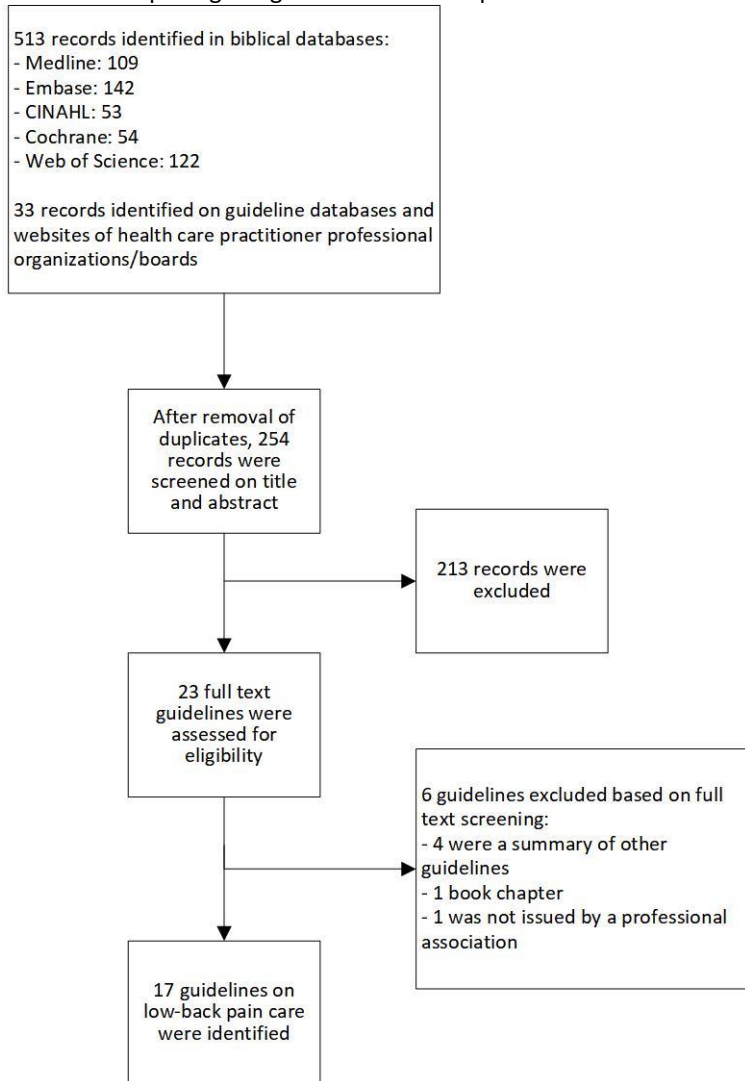 513 records identified in biblical databases:
- Medline: 109
- Embase: 142
- CINAHL: 53
- Cochrane: 54
- Web of Science: 122
33 records identified on guideline databases and
websites of health care practitioner professional
organizations/boards
After removal of
duplicates, 254
records were
screened on title
and abstract
213 records were
excluded
23 full text
guidelines were
assessed for
eligibility
6 guidelines excluded based on full
text screening:
- 4 were a summary of other
guidelines
- 1 book chapter
- 1 was not issued by a professional
association
17 guidelines on
low-back pain care
were identified